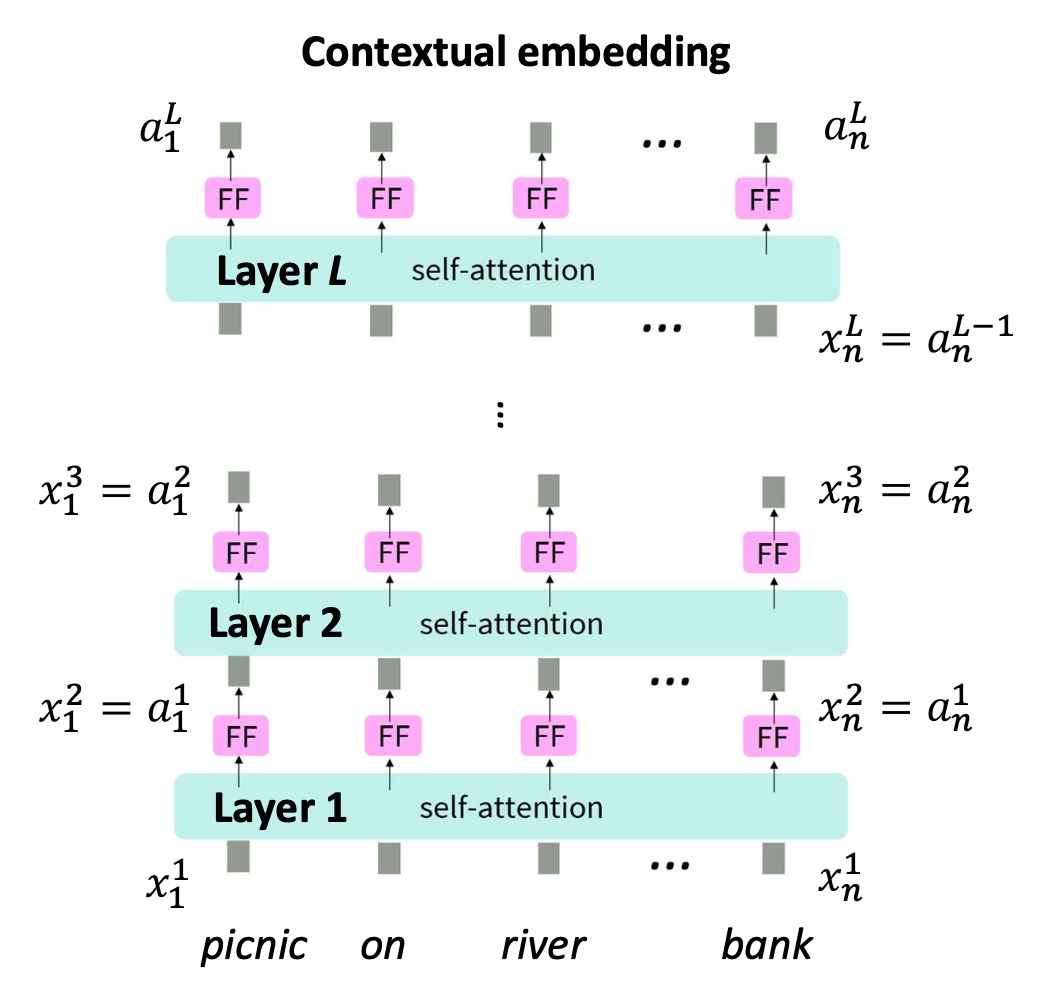 Contextual embedding
a_1^L ... a_n^L
FF FF FF FF
Layer L self-attention
... x_n^L = a_n^{L-1}
⋮
x_1^3 = a_1^2 x_n^3 = a_n^2
FF FF FF FF
Layer 2 self-attention
...
x_1^2 = a_1^1 x_n^2 = a_n^1
FF FF FF FF
Layer 1 self-attention
...
x_1^1 x_n^1
picnic on river bank